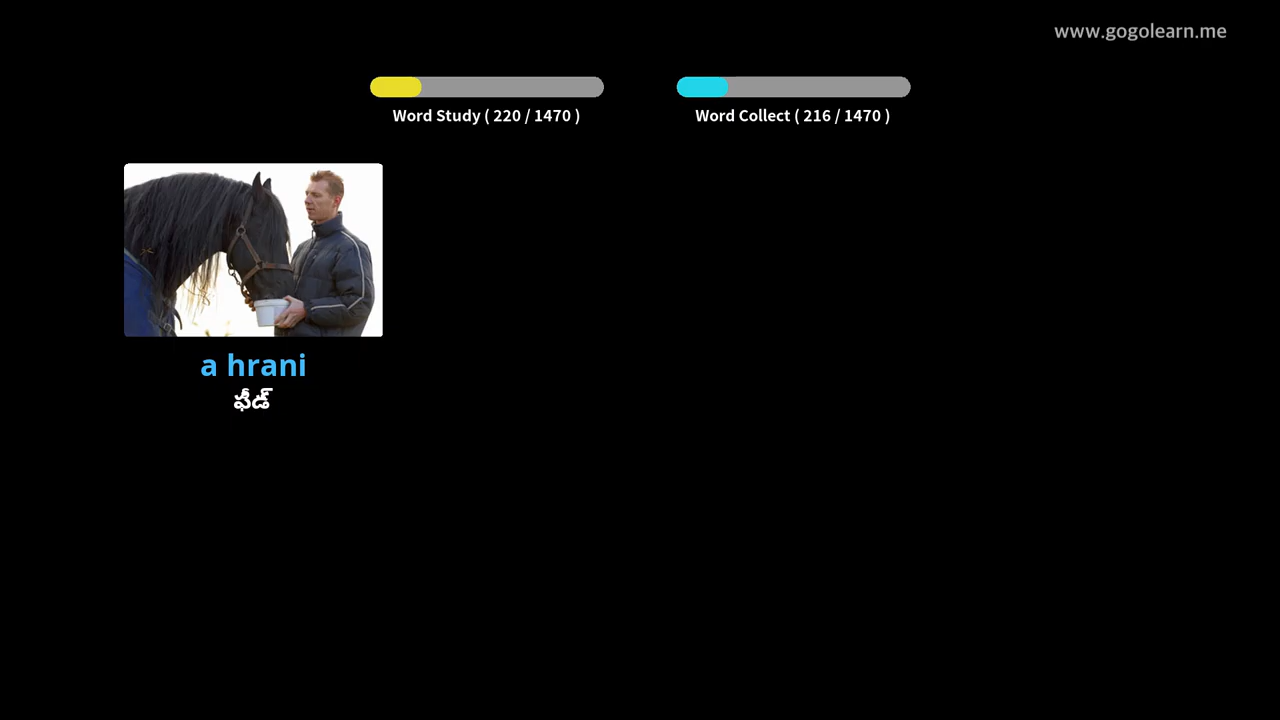 www.gogolearn.me
Word Study ( 220 / 1470 )
Word Collect ( 216 / 1470 )
a hrani
ఫీడ్